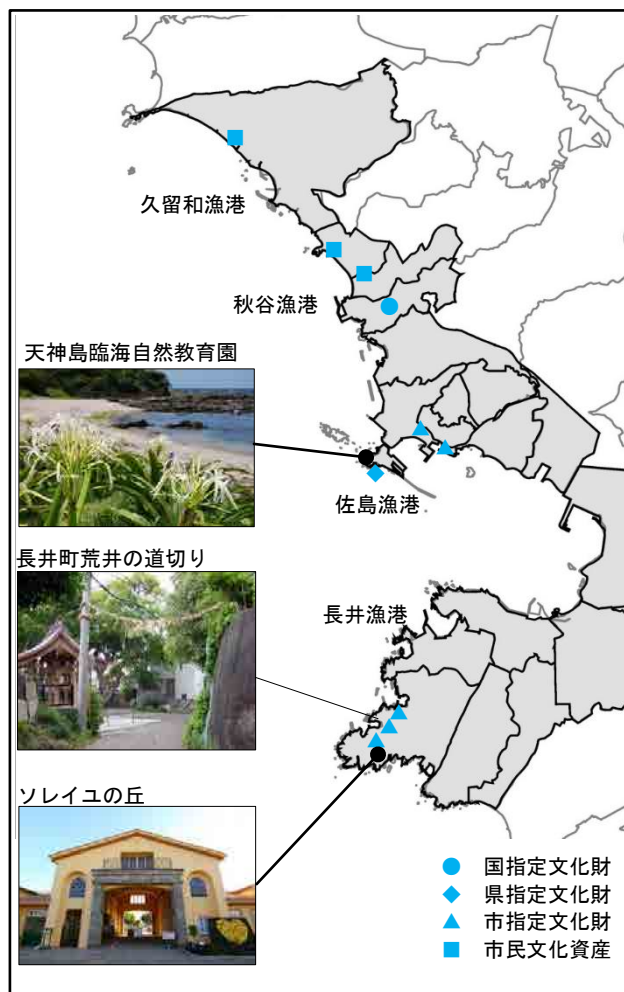 久留和漁港
秋谷漁港
天神島臨海自然教育園
佐島漁港
長井町荒井の道切り
長井漁港
ソレイユの丘
国指定文化財
県指定文化財
市指定文化財
市民文化資産